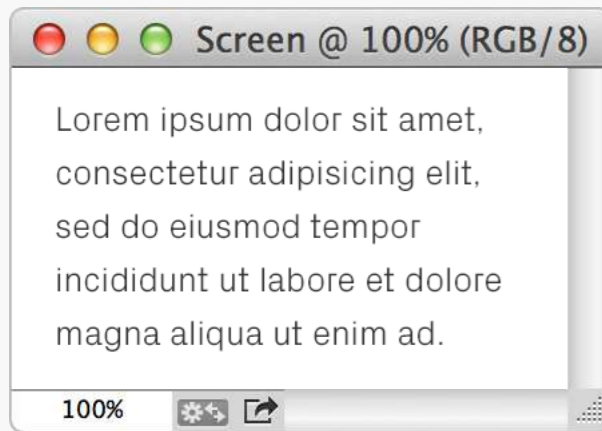 Screen @ 100% (RGB/8)
Lorem ipsum dolor sit amet,
consectetur adipisicing elit,
sed do eiusmod tempor
incididunt ut labore et dolore
magna aliqua ut enim ad.
100%